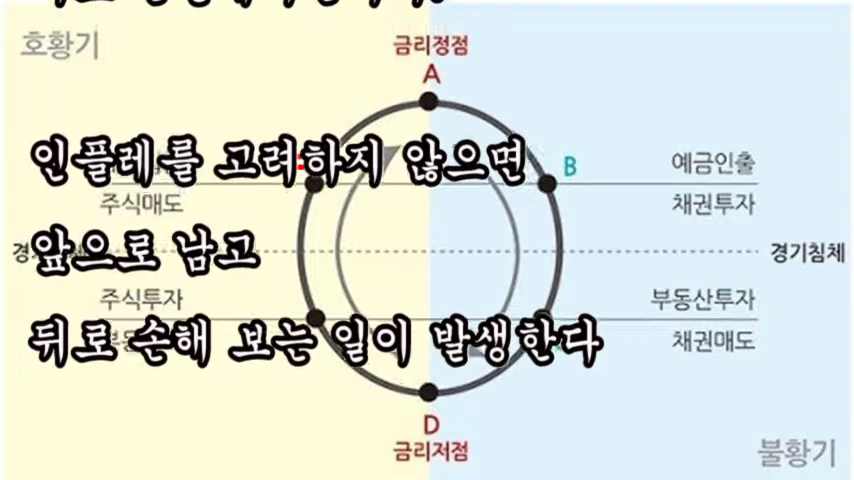 호황기
금리정점
A
인플레를 고려하지 않으면
B
예금인출
주식매도
채권투자
앞으로 남고
경기침체
주식투자
부동산투자
뒤로 손해 보는 일이 발생한다
채권매도
D
금리저점
불황기